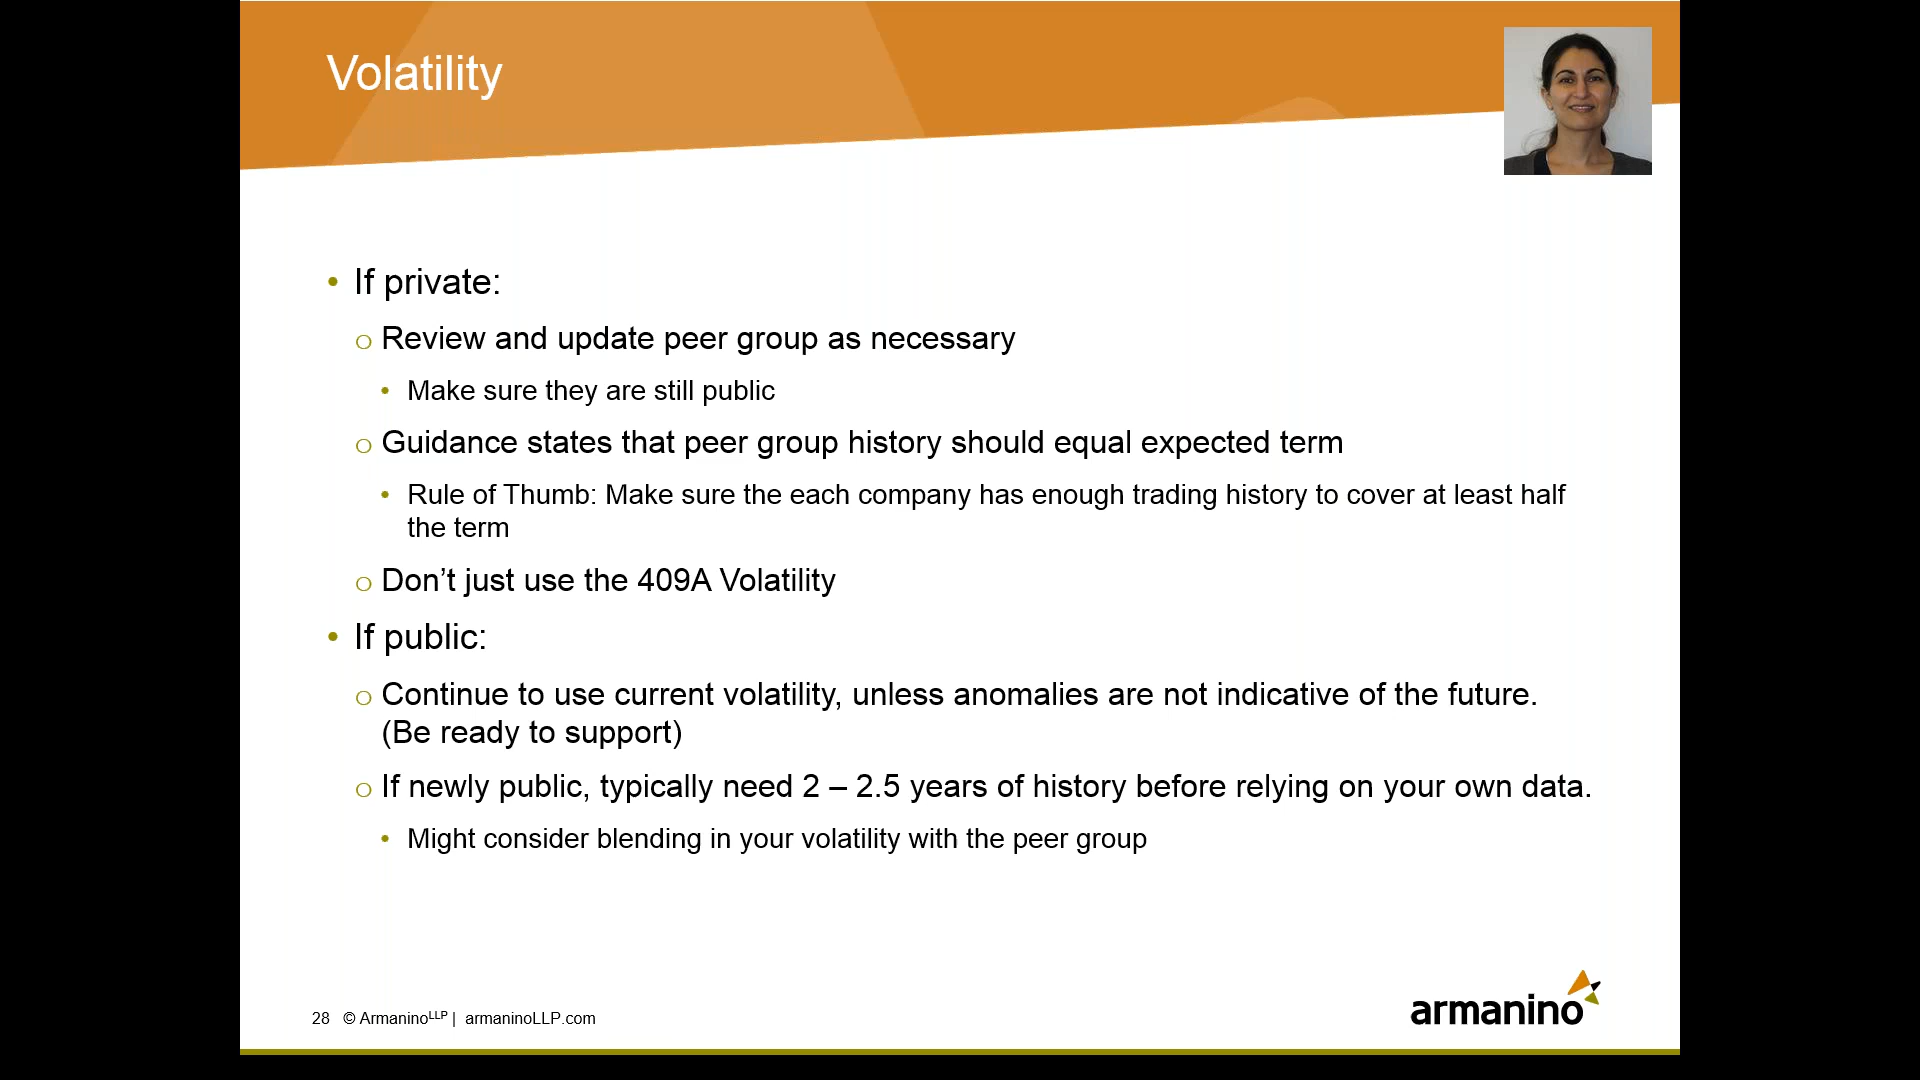 Volatility
• If private:
o Review and update peer group as necessary
• Make sure they are still public
o Guidance states that peer group history should equal expected term
• Rule of Thumb: Make sure the each company has enough trading history to cover at least half
the term
o Don’t just use the 409A Volatility
• If public:
o Continue to use current volatility, unless anomalies are not indicative of the future.
(Be ready to support)
o If newly public, typically need 2 – 2.5 years of history before relying on your own data.
• Might consider blending in your volatility with the peer group
28 © ArmaninoLLP | armaninoLLP.com
armanino